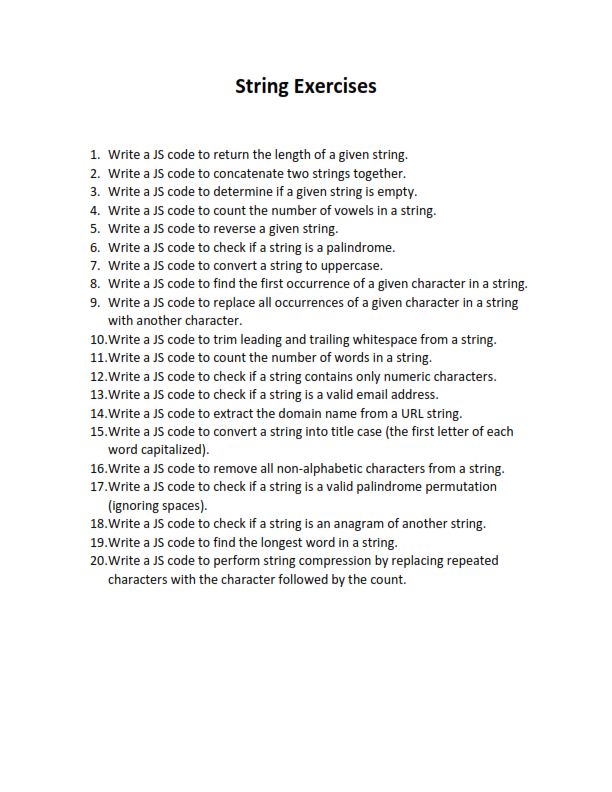 String Exercises
1. Write a JS code to return the length of a given string.
2. Write a JS code to concatenate two strings together.
3. Write a JS code to determine if a given string is empty.
4. Write a JS code to count the number of vowels in a string.
5. Write a JS code to reverse a given string.
6. Write a JS code to check if a string is a palindrome.
7. Write a JS code to convert a string to uppercase.
8. Write a JS code to find the first occurrence of a given character in a string.
9. Write a JS code to replace all occurrences of a given character in a string
with another character.
10.Write a JS code to trim leading and trailing whitespace from a string.
11.Write a JS code to count the number of words in a string.
12.Write a JS code to check if a string contains only numeric characters.
13.Write a JS code to check if a string is a valid email address.
14.Write a JS code to extract the domain name from a URL string.
15.Write a JS code to convert a string into title case (the first letter of each
word capitalized).
16.Write a JS code to remove all non-alphabetic characters from a string.
17.Write a JS code to check if a string is a valid palindrome permutation
(ignoring spaces).
18.Write a JS code to check if a string is an anagram of another string.
19.Write a JS code to find the longest word in a string.
20.Write a JS code to perform string compression by replacing repeated
characters with the character followed by the count.